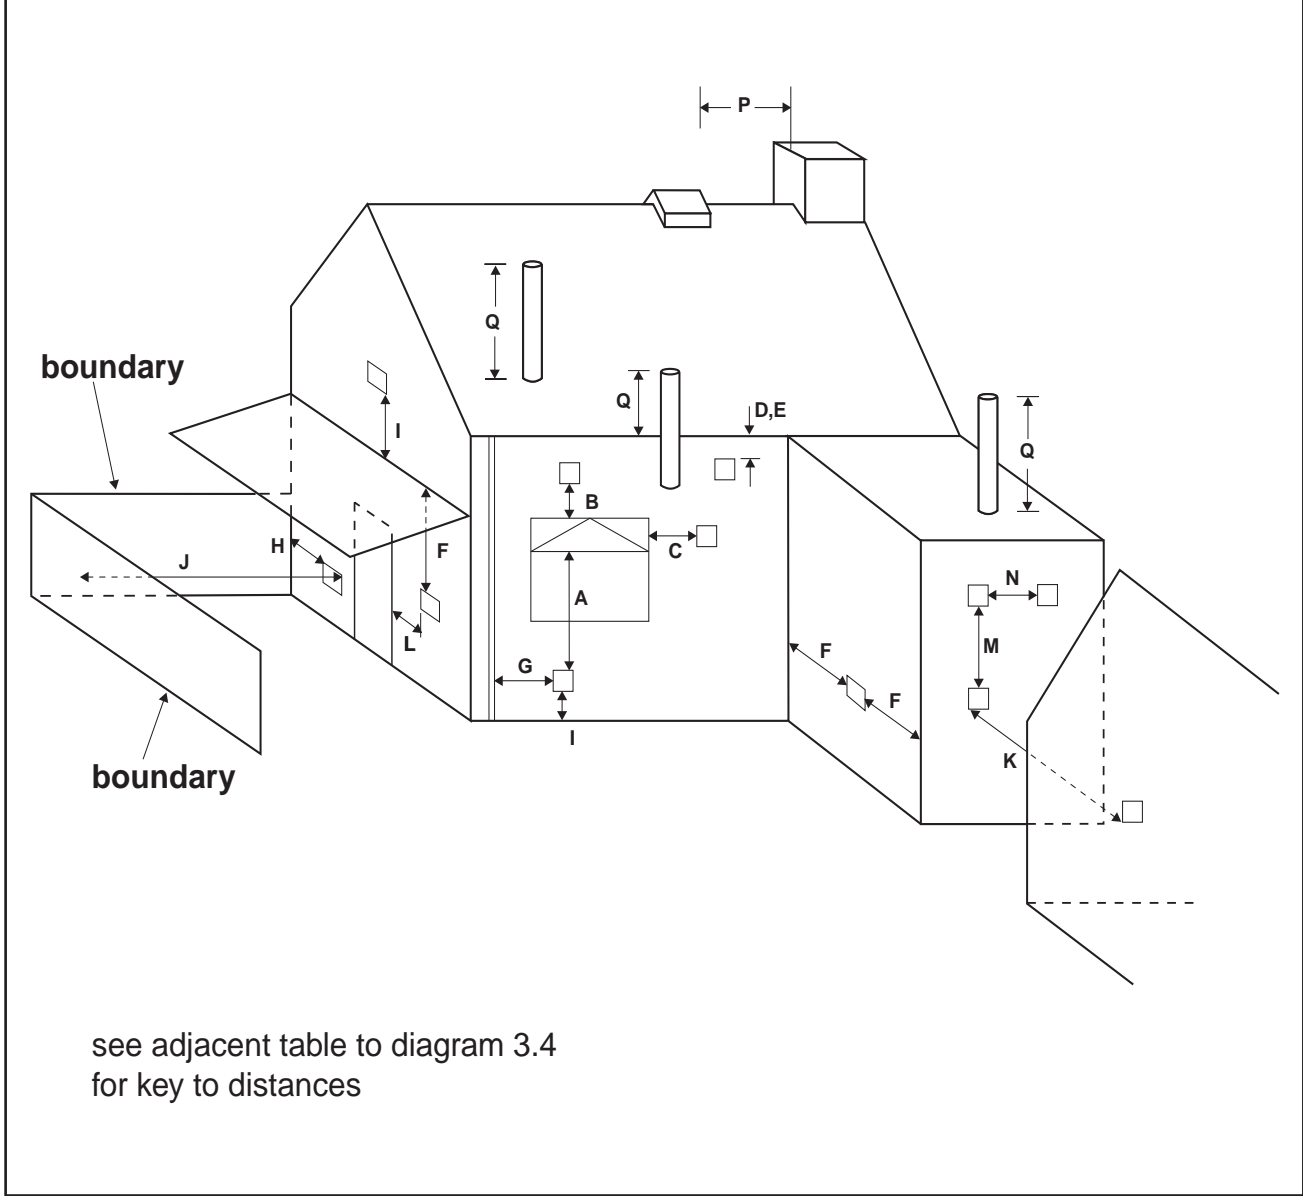 P
Q
boundary
Q
D,E
I
Q
B
H
F
C
J
N
A
L
M
G
F
F
I
K
boundary
see adjacent table to diagram 3.4
for key to distances